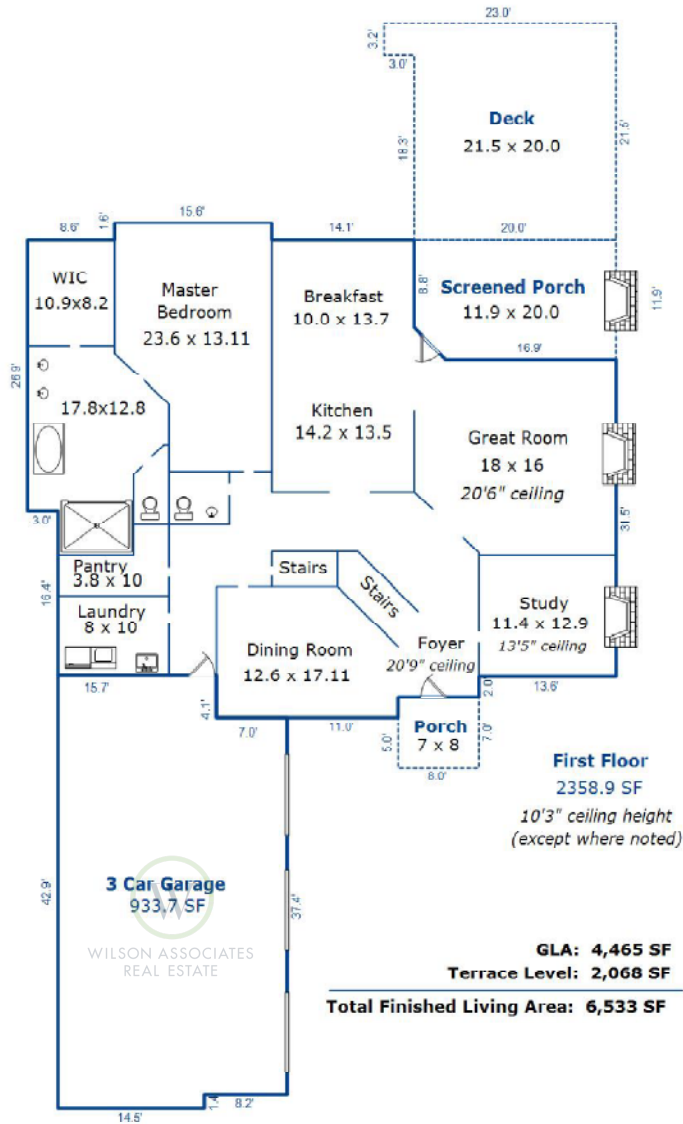 23.0'
3.2'
3.0'
Deck
21.5 x 20.0
18.3'
21.5'
15.6'
8.6'
1.6'
14.1'
20.0'
WIC
10.9x8.2
Master
Bedroom
23.6 x 13.11
Breakfast
10.0 x 13.7
8.8'
Screened Porch
11.9 x 20.0
11.9'
16.9'
26.9'
17.8x12.8
Kitchen
14.2 x 13.5
Great Room
18 x 16
20'6" ceiling
31.5'
3.0'
Pantry
3.8 x 10
16.4'
Stairs
Stairs
Laundry
8 x 10
Study
11.4 x 12.9
13'5" ceiling
Dining Room
12.6 x 17.11
Foyer
20'9" ceiling
15.7'
4.1'
7.0'
11.0'
2.0'
13.6'
5.0'
Porch
7 x 8
7.0'
8.0'
First Floor
2358.9 SF
10'3" ceiling height
(except where noted)
42.9'
3 Car Garage
933.7 SF
37.4'
W
WILSON ASSOCIATES
REAL ESTATE
GLA: 4,465 SF
Terrace Level: 2,068 SF
Total Finished Living Area: 6,533 SF
14.5'
1.4'
8.2'